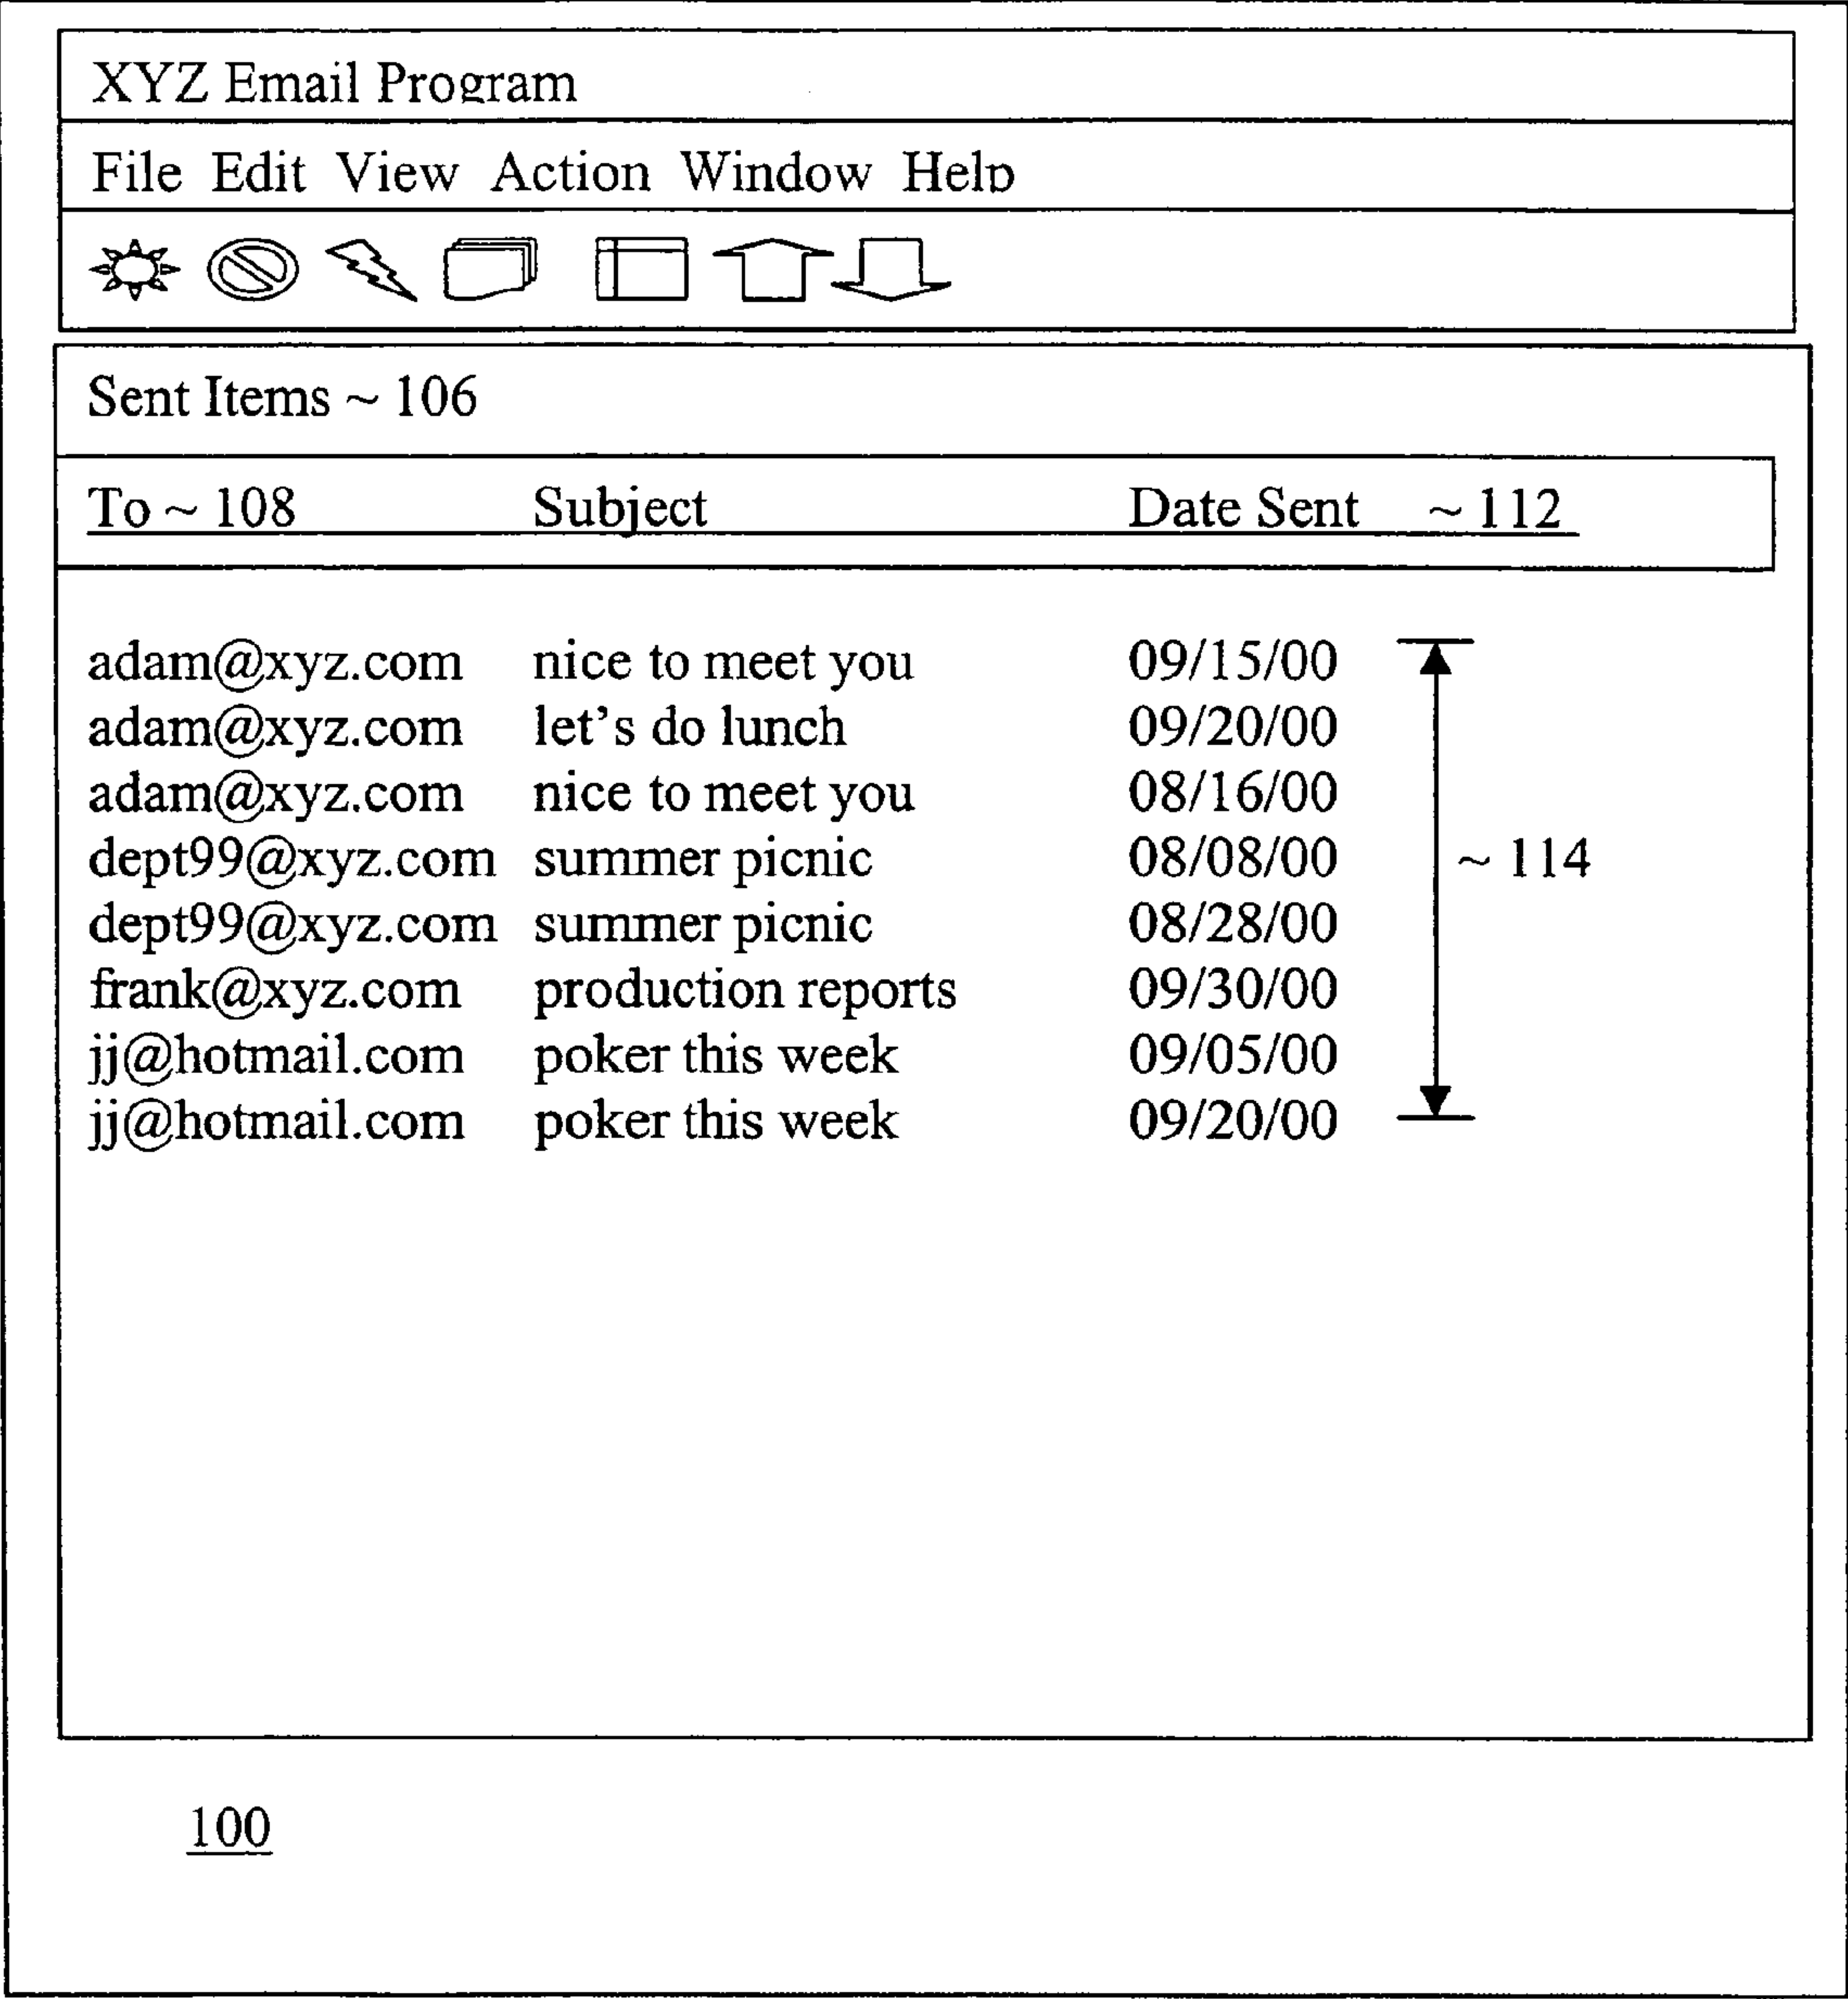 XYZ Email Program
File Edit View Action Window Help
Sent Items ~ 106
To ~ 108 Subject Date Sent ~ 112
adam@xyz.com nice to meet you 09/15/00
adam@xyz.com let's do lunch 09/20/00
adam@xyz.com nice to meet you 08/16/00
dept99@xyz.com summer picnic 08/08/00 ~ 114
dept99@xyz.com summer picnic 08/28/00
frank@xyz.com production reports 09/30/00
jj@hotmail.com poker this week 09/05/00
jj@hotmail.com poker this week 09/20/00
100